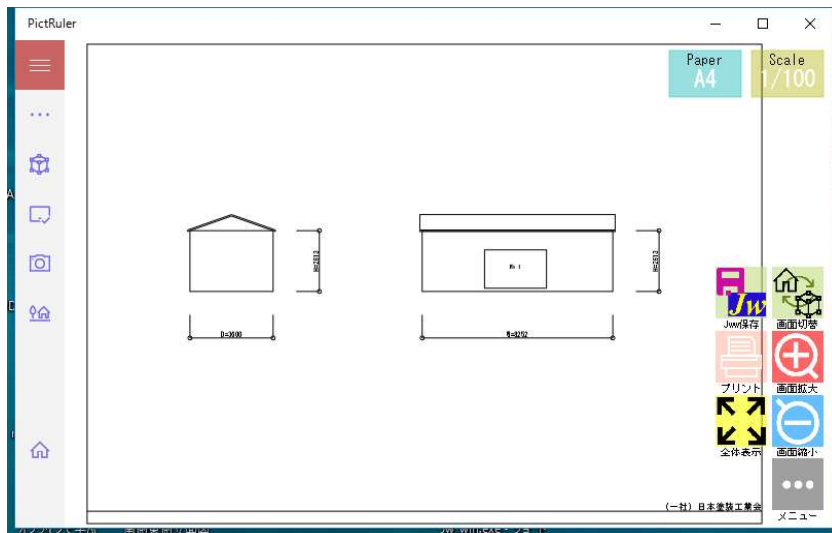 PictRuler
Paper
A4
Scale
1/100
D=3600
Jww保存
画面切替
プリント
画面拡大
全体表示
画面縮小
メニュー
(一社)日本塗装工業会